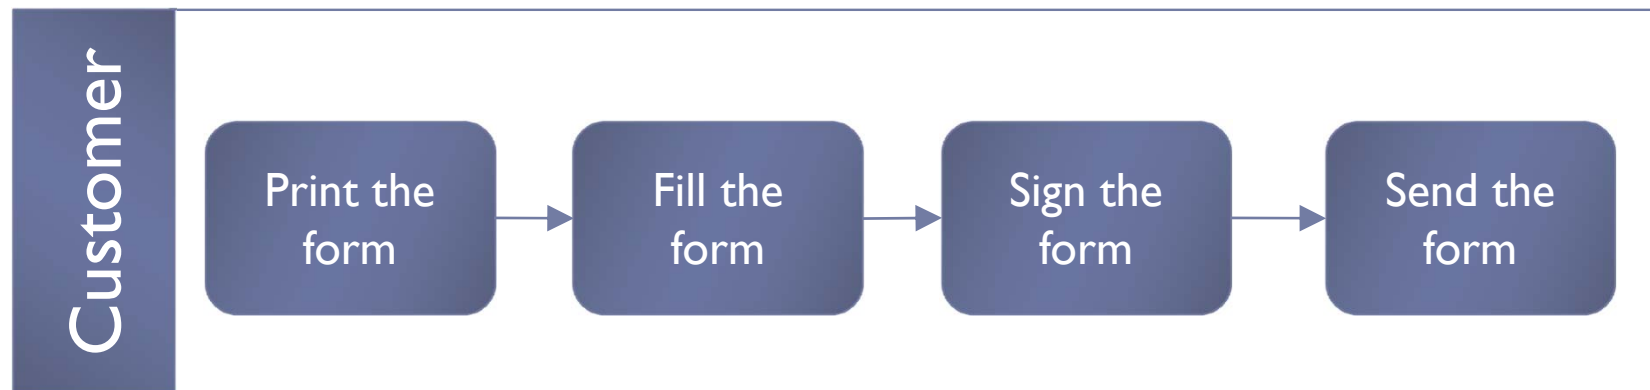 Customer
Print the
form
Fill the
form
Sign the
form
Send the
form